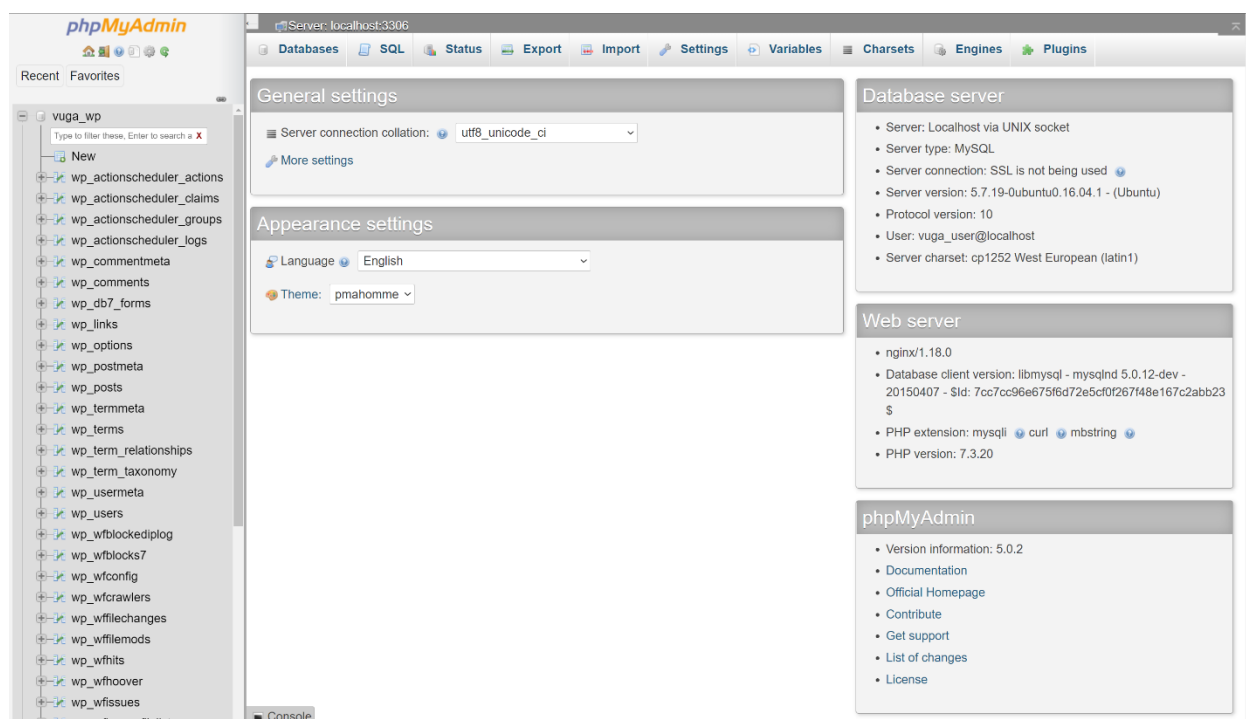 phpMyAdmin
Recent Favorites
vuga_wp
Type to filter these, Enter to search a X
New
wp_actionscheduler_actions
wp_actionscheduler_claims
wp_actionscheduler_groups
wp_actionscheduler_logs
wp_commentmeta
wp_comments
wp_db7_forms
wp_links
wp_options
wp_postmeta
wp_posts
wp_termmeta
wp_terms
wp_term_relationships
wp_term_taxonomy
wp_usermeta
wp_users
wp_wfblockediplog
wp_wfblocks7
wp_wfconfig
wp_wfcrawlers
wp_wffilechanges
wp_wffilemods
wp_wfhits
wp_wfhoover
wp_wfissues
Server: localhost:3306
Databases SQL Status Export Import Settings Variables Charsets Engines Plugins
General settings
Server connection collation: utf8_unicode_ci
More settings
Appearance settings
Language English
Theme: pmahomme
Console
Database server
• Server: Localhost via UNIX socket
• Server type: MySQL
• Server connection: SSL is not being used
• Server version: 5.7.19-0ubuntu0.16.04.1 - (Ubuntu)
• Protocol version: 10
• User: vuga_user@localhost
• Server charset: cp1252 West European (latin1)
Web server
• nginx/1.18.0
• Database client version: libmysql - mysqlnd 5.0.12-dev -
20150407 - $Id: 7cc7cc96e675f6d72e5cf0f267f48e167c2abb23
$
• PHP extension: mysqli curl mbstring
• PHP version: 7.3.20
phpMyAdmin
• Version information: 5.0.2
• Documentation
• Official Homepage
• Contribute
• Get support
• List of changes
• License